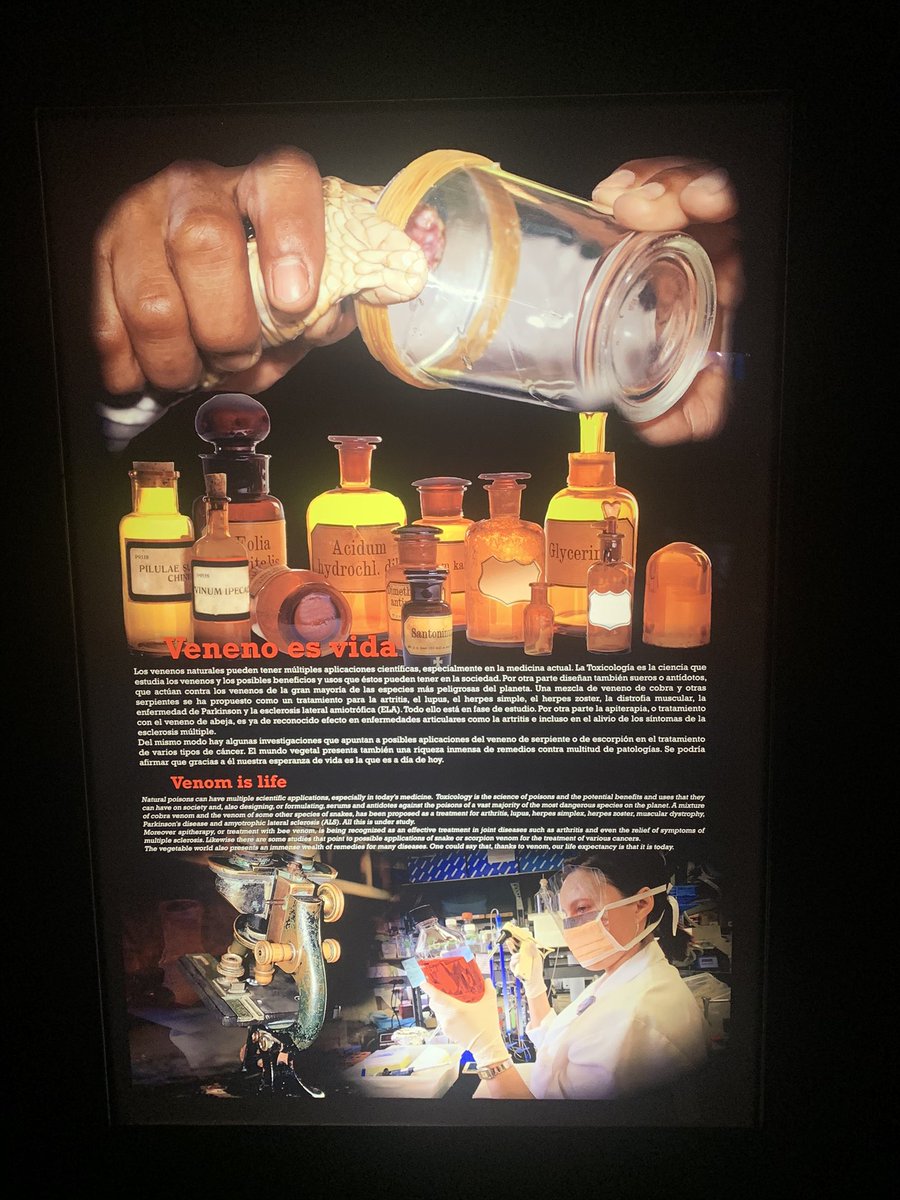 PILULAE
CHIN
VINUM IPECA
Folia
Acidum
hydrochl. dil
Glycerin
Santonin
Veneno es vida
Los venenos naturales pueden tener múltiples aplicaciones científicas, especialmente en la medicina actual. La Toxicología es la ciencia que
estudia los venenos y los posibles beneficios y usos que éstos pueden tener en la sociedad. Por otra parte diseñan también sueros o antídotos,
que actúan contra los venenos de la gran mayoría de las especies más peligrosas del planeta. Una mezcla de veneno de cobra y otras
serpientes se ha propuesto como un tratamiento para la artritis, el lupus, el herpes simple, el herpes zoster, la distrofia muscular, la
enfermedad de Parkinson y la esclerosis lateral amiotrófica (ELA). Todo ello está en fase de estudio. Por otra parte la apiterapia, o tratamiento
con el veneno de abeja, es ya de reconocido efecto en enfermedades articulares como la artritis e incluso en el alivio de los síntomas de la
esclerosis múltiple.
Del mismo modo hay algunas investigaciones que apuntan a posibles aplicaciones del veneno de serpiente o de escorpión en el tratamiento
de varios tipos de cáncer. El mundo vegetal presenta también una riqueza inmensa de remedios contra multitud de patologías. Se podría
afirmar que gracias a él nuestra esperanza de vida es la que es a día de hoy.
Venom is life
Natural poisons can have multiple scientific applications, especially in today's medicine. Toxicology is the science of poisons and the potential benefits and uses that they
can have on society and, also designing, or formulating, serums and antidotes against the poisons of a vast majority of the most dangerous species on the planet. A mixture
of cobra venom and the venom of some other species of snakes, has been proposed as a treatment for arthritis, lupus, herpes simplex, herpes zoster, muscular dystrophy,
Parkinson's disease and amyotrophic lateral sclerosis (ALS). All this is under study.
Moreover apitherapy, or treatment with bee venom, is being recognized as an effective treatment in joint diseases such as arthritis and even the relief of symptoms of
multiple sclerosis. Likewise there are some studies that point to possible applications of snake or scorpion venom for the treatment of various cancers.
The vegetable world also presents an immense wealth of remedies for many diseases. One could say that, thanks to venom, our life expectancy is that it is today.